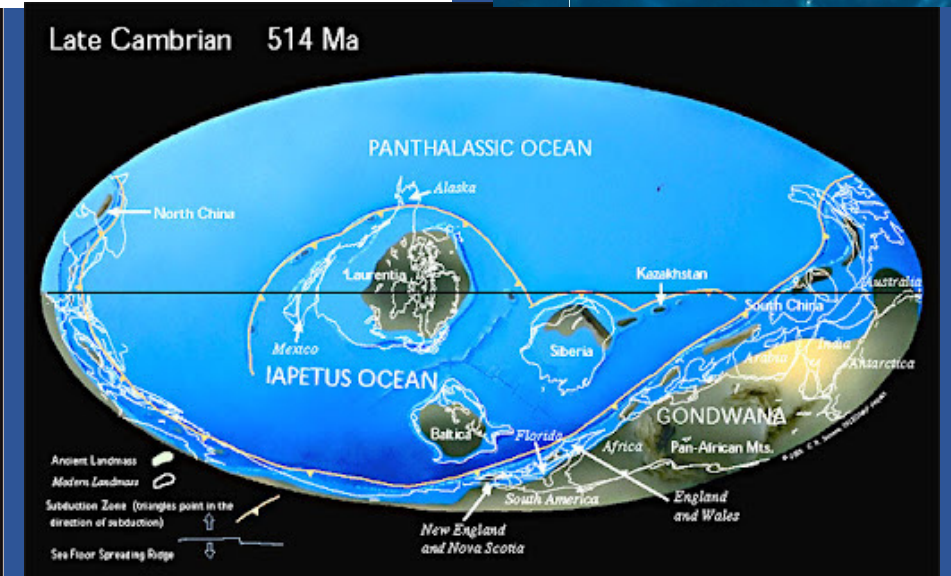 Late Cambrian 514 Ma
PANTHALASSIC OCEAN
Alaska
North China
Laurentia
Kazakhstan
Australia
South China
Mexico
Siberia
India
Arabia
Antarctica
IAPETUS OCEAN
GONDWANA
Baltica
Florida
Africa
Pan-African Mts.
Ancient Landmass
Modern Landmass
Subduction Zone (triangles point in the
direction of subduction)
Sea Floor Spreading Ridge
South America
England
and Wales
New England
and Nova Scotia